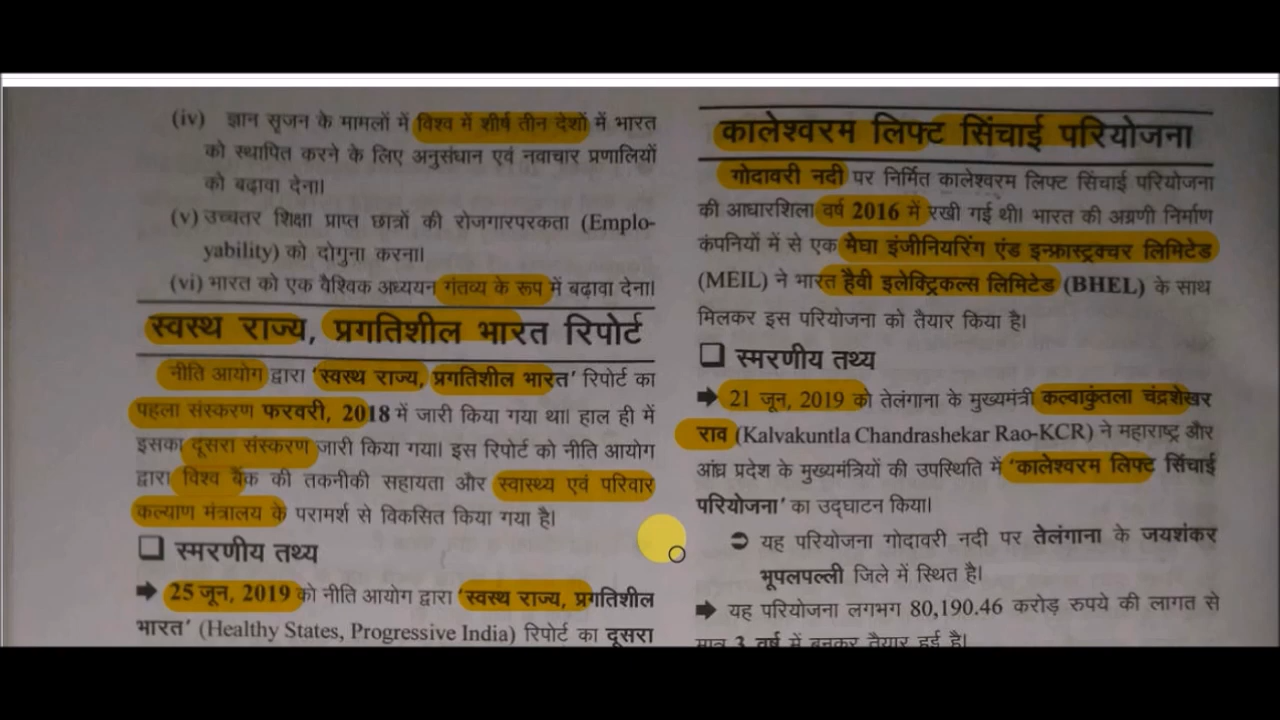 (iv) ज्ञान सृजन के मामलों में विश्व में शीर्ष तीन देशों में भारत
को स्थापित करने के लिए अनुसंधान एवं नवाचार प्रणालियों
को बढ़ावा देना।
(v) उच्चतर शिक्षा प्राप्त छात्रों की रोजगारपरकता (Emplo-
yability) को दोगुना करना।
(vi) भारत को एक वैश्विक अध्ययन गंतव्य के रूप में बढ़ावा देना।
स्वस्थ राज्य, प्रगतिशील भारत रिपोर्ट
नीति आयोग द्वारा 'स्वस्थ राज्य, प्रगतिशील भारत' रिपोर्ट का
पहला संस्करण फरवरी, 2018 में जारी किया गया था। हाल ही में
इसका दूसरा संस्करण जारी किया गया। इस रिपोर्ट को नीति आयोग
द्वारा विश्व बैंक की तकनीकी सहायता और स्वास्थ्य एवं परिवार
कल्याण मंत्रालय के परामर्श से विकसित किया गया है।
❑ स्मरणीय तथ्य
➡ 25 जून, 2019 को नीति आयोग द्वारा 'स्वस्थ राज्य, प्रगतिशील
भारत' (Healthy States, Progressive India) रिपोर्ट का दूसरा
कालेश्वरम लिफ्ट सिंचाई परियोजना
गोदावरी नदी पर निर्मित कालेश्वरम लिफ्ट सिंचाई परियोजना
की आधारशिला वर्ष 2016 में रखी गई थी। भारत की अग्रणी निर्माण
कंपनियों में से एक मेघा इंजीनियरिंग एंड इन्फ्रास्ट्रक्चर लिमिटेड
(MEIL) ने भारत हैवी इलेक्ट्रिकल्स लिमिटेड (BHEL) के साथ
मिलकर इस परियोजना को तैयार किया है।
❑ स्मरणीय तथ्य
➡ 21 जून, 2019 को तेलंगाना के मुख्यमंत्री कल्वाकुंतला चंद्रशेखर
राव (Kalvakuntla Chandrashekar Rao-KCR) ने महाराष्ट्र और
आंध्र प्रदेश के मुख्यमंत्रियों की उपस्थिति में 'कालेश्वरम लिफ्ट सिंचाई
परियोजना' का उद्घाटन किया।
➲ यह परियोजना गोदावरी नदी पर तेलंगाना के जयशंकर
भूपलपल्ली जिले में स्थित है।
➡ यह परियोजना लगभग 80,190.46 करोड़ रुपये की लागत से
मात्र 3 वर्ष में बनकर तैयार हुई है।